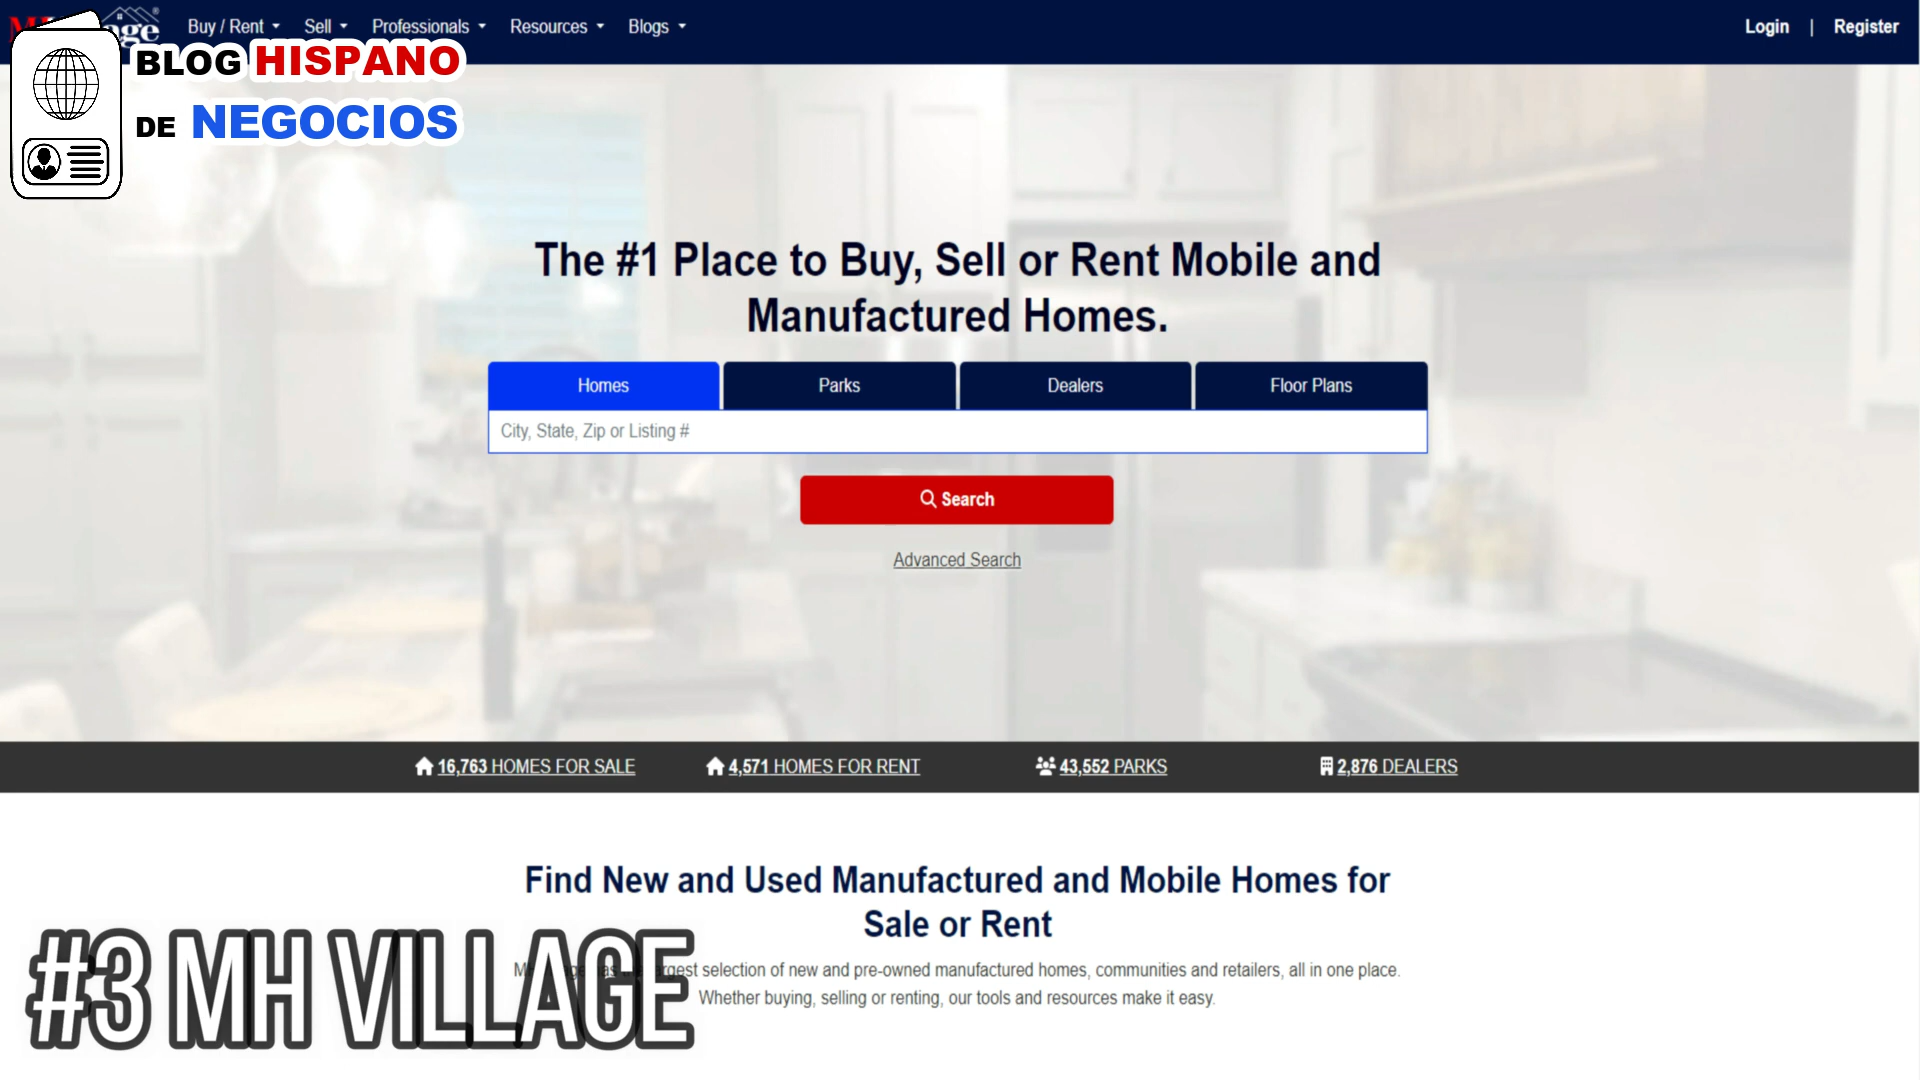 Buy / Rent Sell Professionals Resources Blogs Login | Register
BLOG HISPANO
DE NEGOCIOS
The #1 Place to Buy, Sell or Rent Mobile and
Manufactured Homes.
Homes Parks Dealers Floor Plans
City, State, Zip or Listing #
Search
Advanced Search
16,763 HOMES FOR SALE 4,571 HOMES FOR RENT 43,552 PARKS 2,876 DEALERS
Find New and Used Manufactured and Mobile Homes for
Sale or Rent
selection of new and pre-owned manufactured homes, communities and retailers, all in one place.
Whether buying, selling or renting, our tools and resources make it easy.
#3 MH VILLAGE